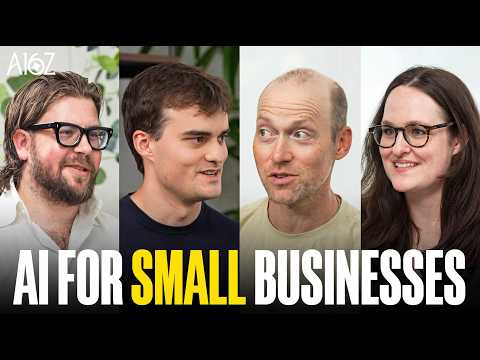 A16Z
AI FOR SMALL BUSINESSES